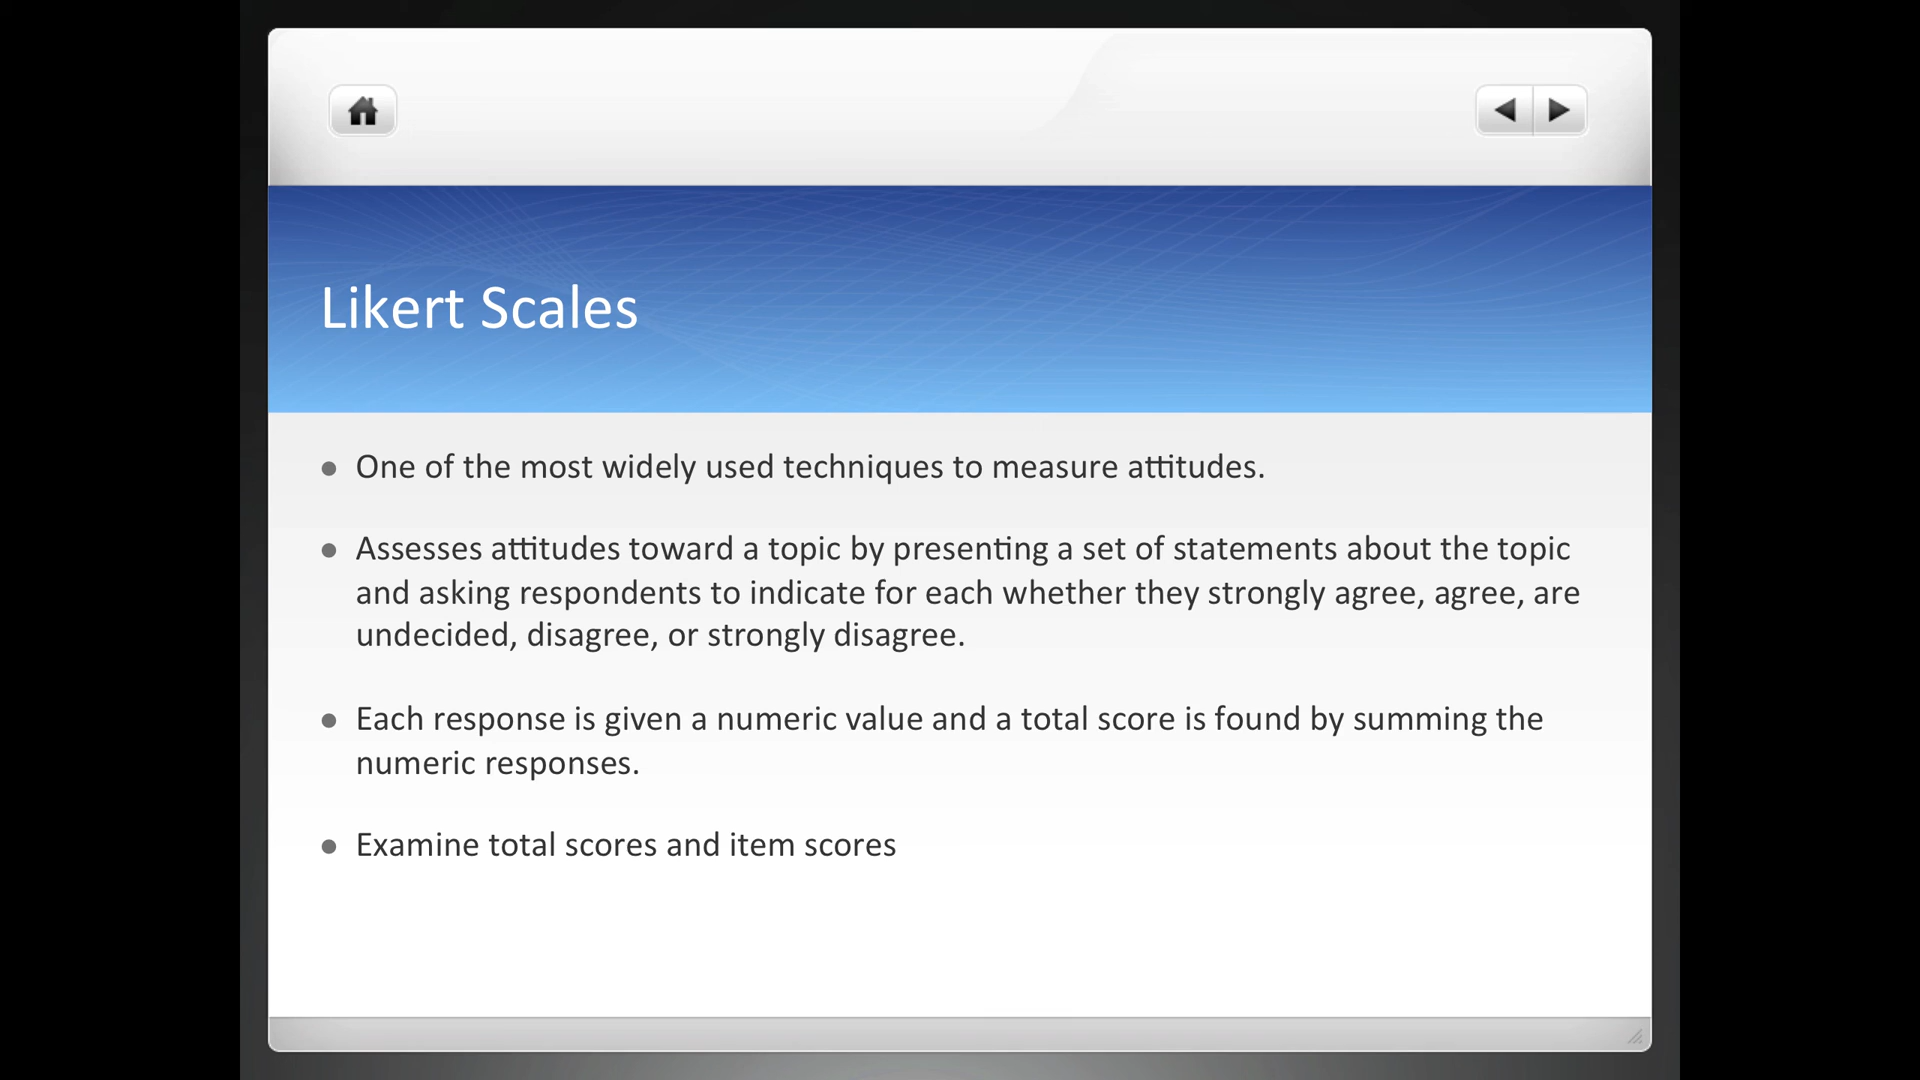 Likert Scales
One of the most widely used techniques to measure attitudes.
Assesses attitudes toward a topic by presenting a set of statements about the topic
and asking respondents to indicate for each whether they strongly agree, agree, are
undecided, disagree, or strongly disagree.
Each response is given a numeric value and a total score is found by summing the
numeric responses.
Examine total scores and item scores